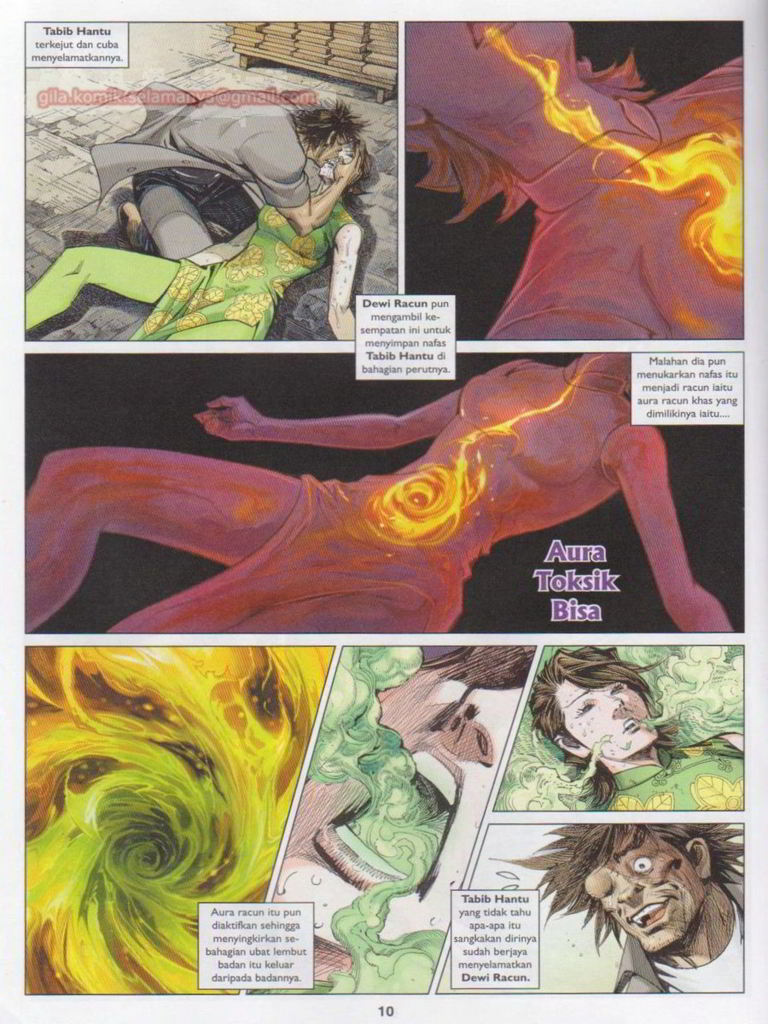 Tabib Hantu
terkejut dan cuba
menyelamatkannya.
gila.komik.selamanya@gmail.com
Dewi Racun pun
mengambil ke-
sempatan ini untuk
menyimpan nafas
Tabib Hantu di
bahagian perutnya.
Malahan dia pun
menukarkan nafas itu
menjadi racun iaitu
aura racun khas yang
dimilikinya iaitu....
Aura
Toksik
Bisa
Aura racun itu pun
diaktifkan sehingga
menyingkirkan se-
bahagian ubat lembut
badan itu keluar
daripada badannya.
Tabib Hantu
yang tidak tahu
apa-apa itu
sangkakan dirinya
sudah berjaya
menyelamatkan
Dewi Racun.
10